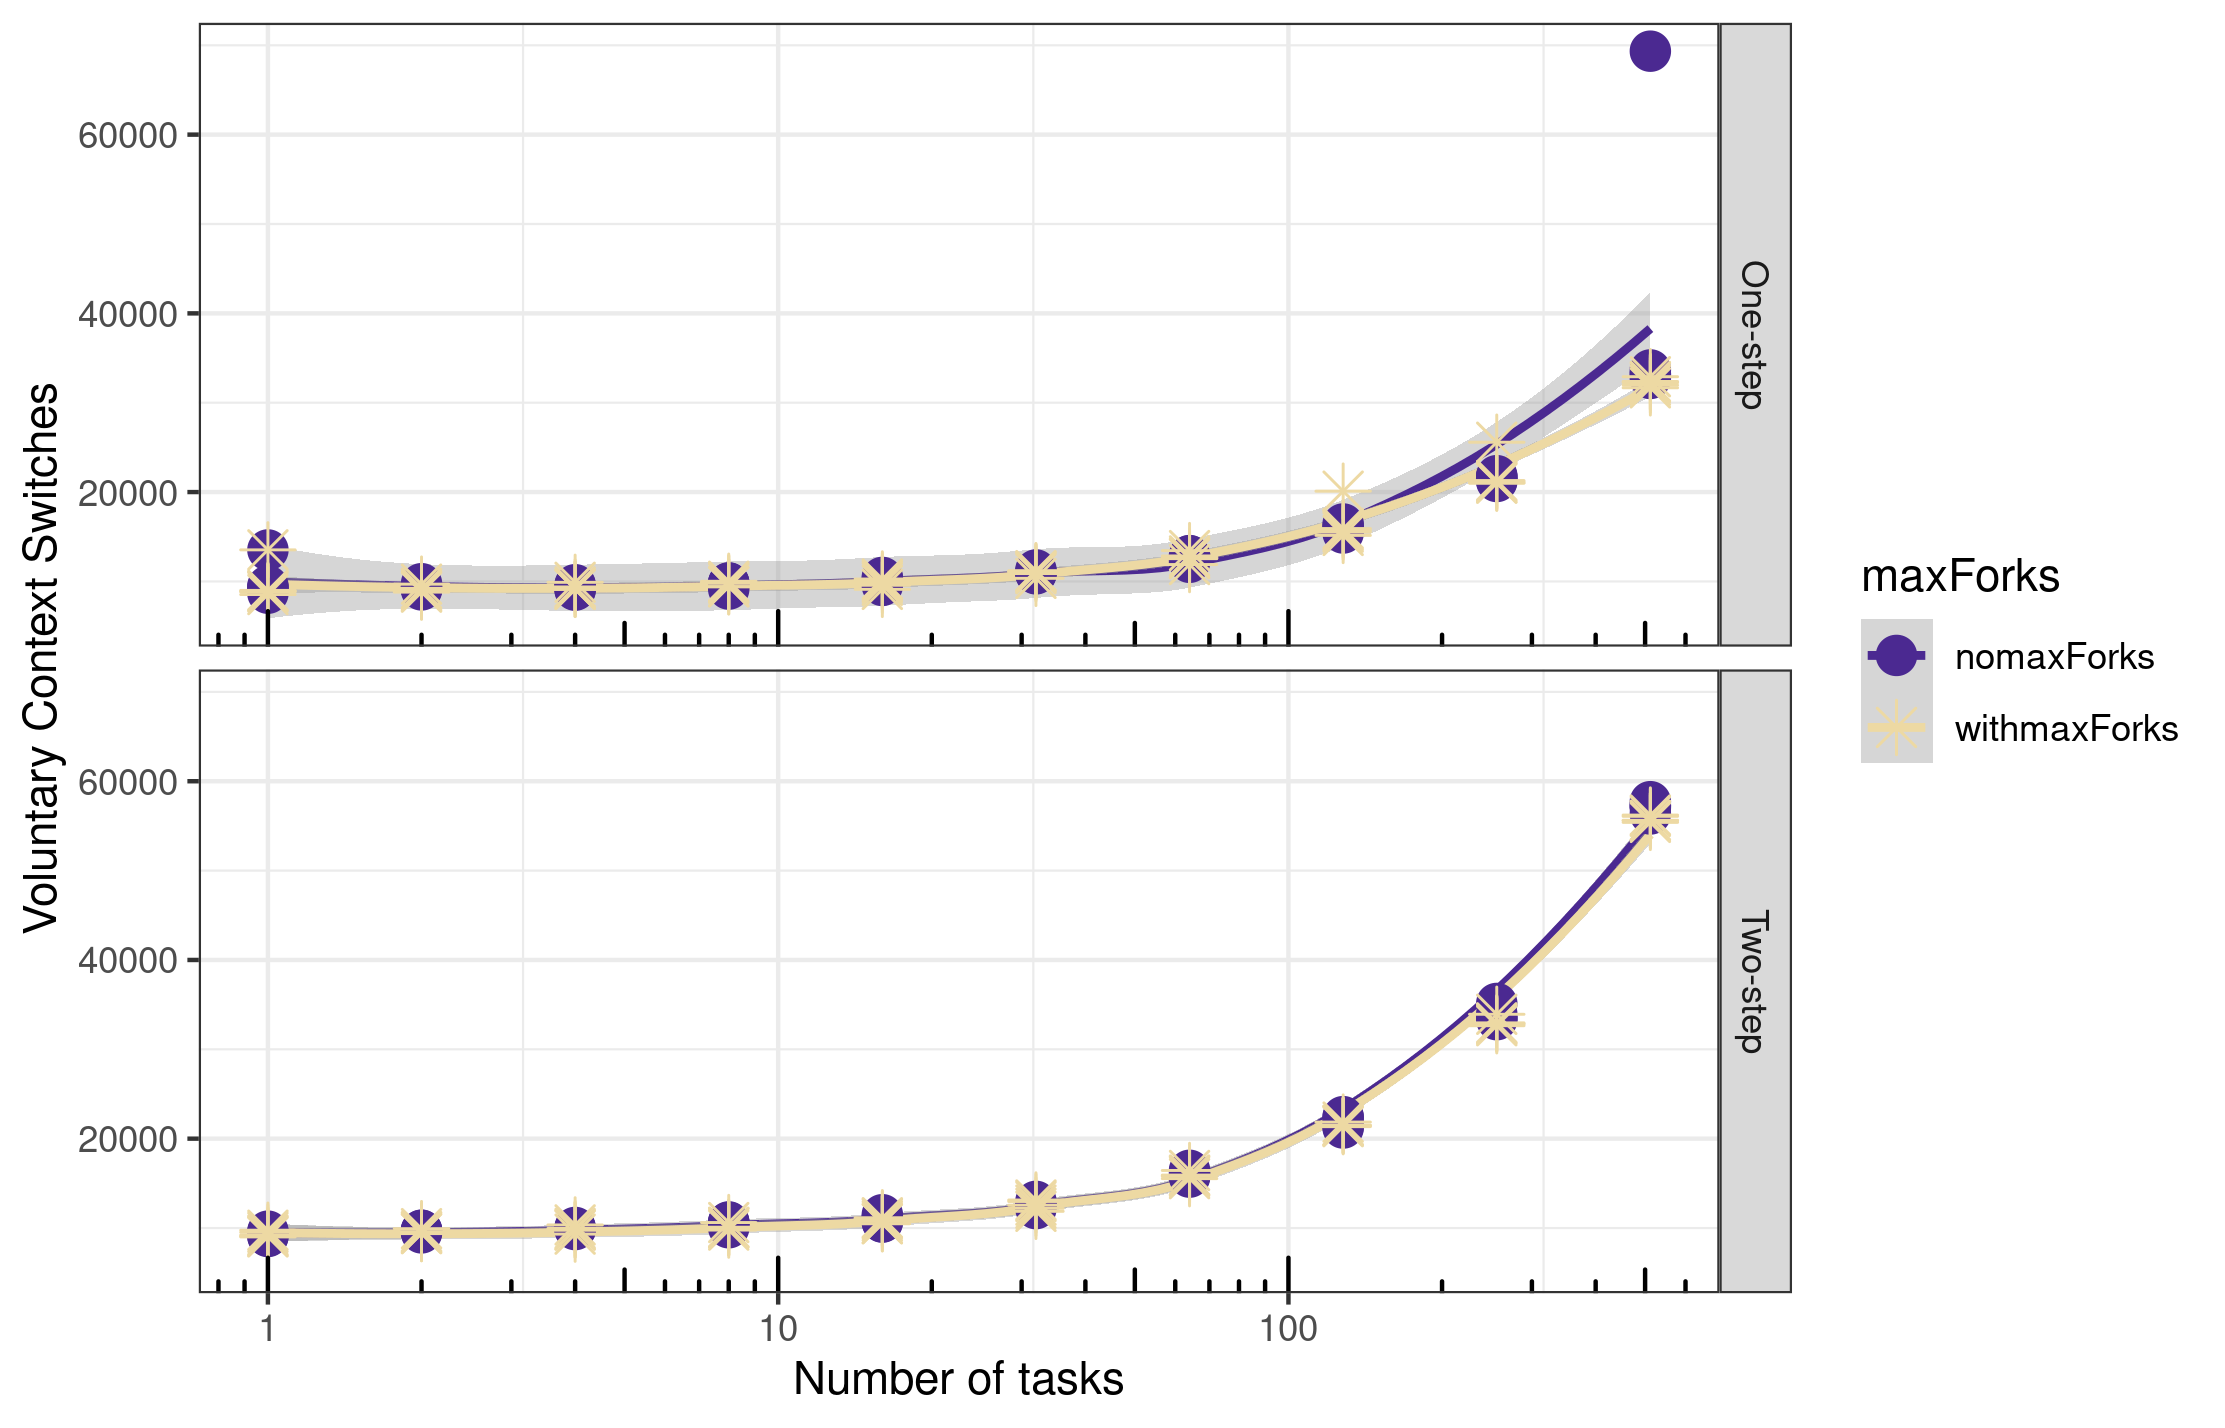 Voluntary Context Switches
60000
40000
20000
One-step
60000
40000
20000
Two-step
1 10 100
Number of tasks
maxForks
nomaxForks
withmaxForks